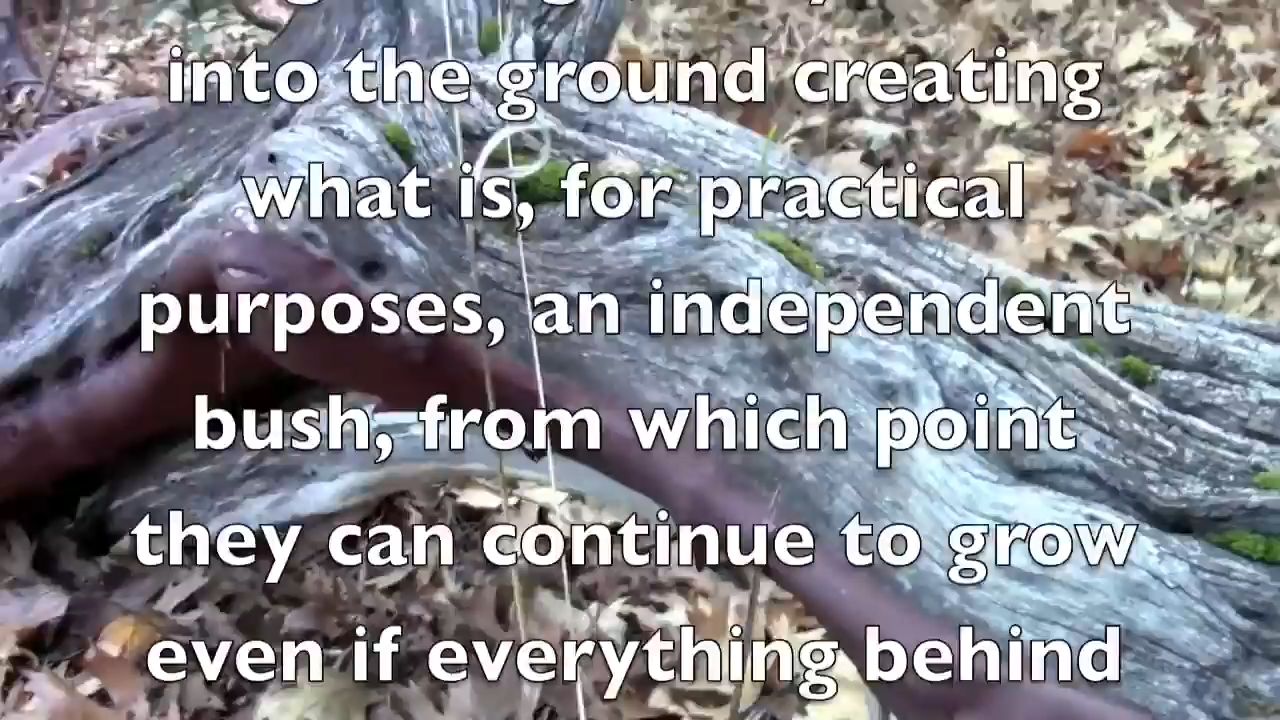 into the ground creating
what is, for practical
purposes, an independent
bush, from which point
they can continue to grow
even if everything behind